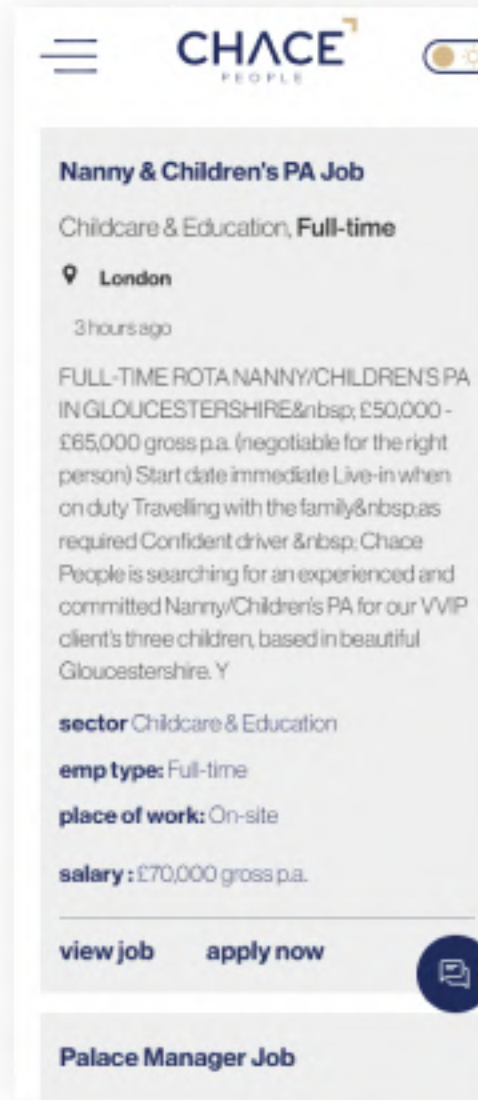 CHACE
PEOPLE
Nanny & Children's PA Job
Childcare & Education, Full-time
London
3 hours ago
FULL-TIME ROTA NANNY/CHILDREN'S PA
IN GLOUCESTERSHIRE&nbsp; £50,000 -
£65,000 gross p.a. (negotiable for the right
person) Start date immediate Live-in when
on duty Travelling with the family&nbsp;as
required Confident driver &nbsp; Chace
People is searching for an experienced and
committed Nanny/Children's PA for our VVIP
client's three children, based in beautiful
Gloucestershire. Y
sector Childcare & Education
emp type: Full-time
place of work: On-site
salary : £70,000 gross p.a.
view job apply now
Palace Manager Job